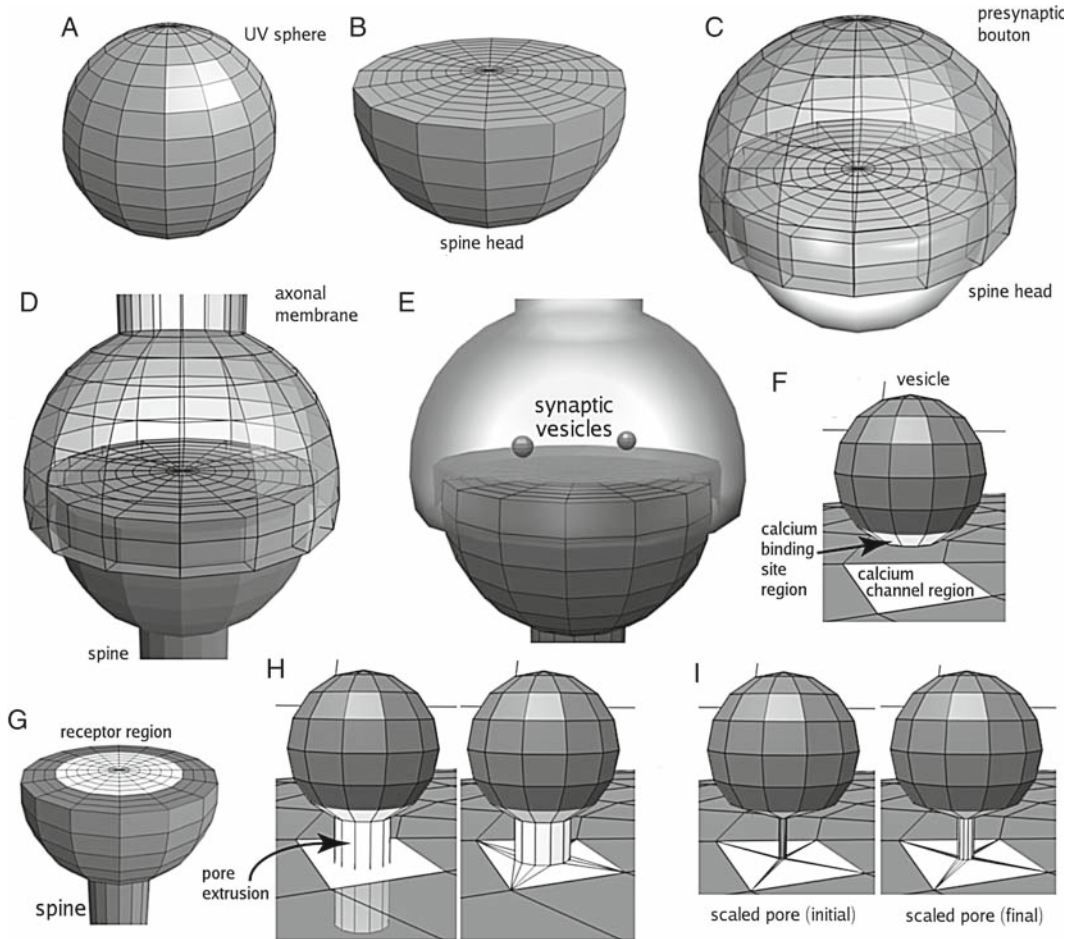 A
UV sphere
B
spine head
C
presynaptic
bouton
spine head
D
axonal
membrane
spine
E
synaptic
vesicles
F
vesicle
calcium
binding
site
region
calcium
channel region
G
receptor region
spine
H
pore
extrusion
I
scaled pore (initial)
scaled pore (final)